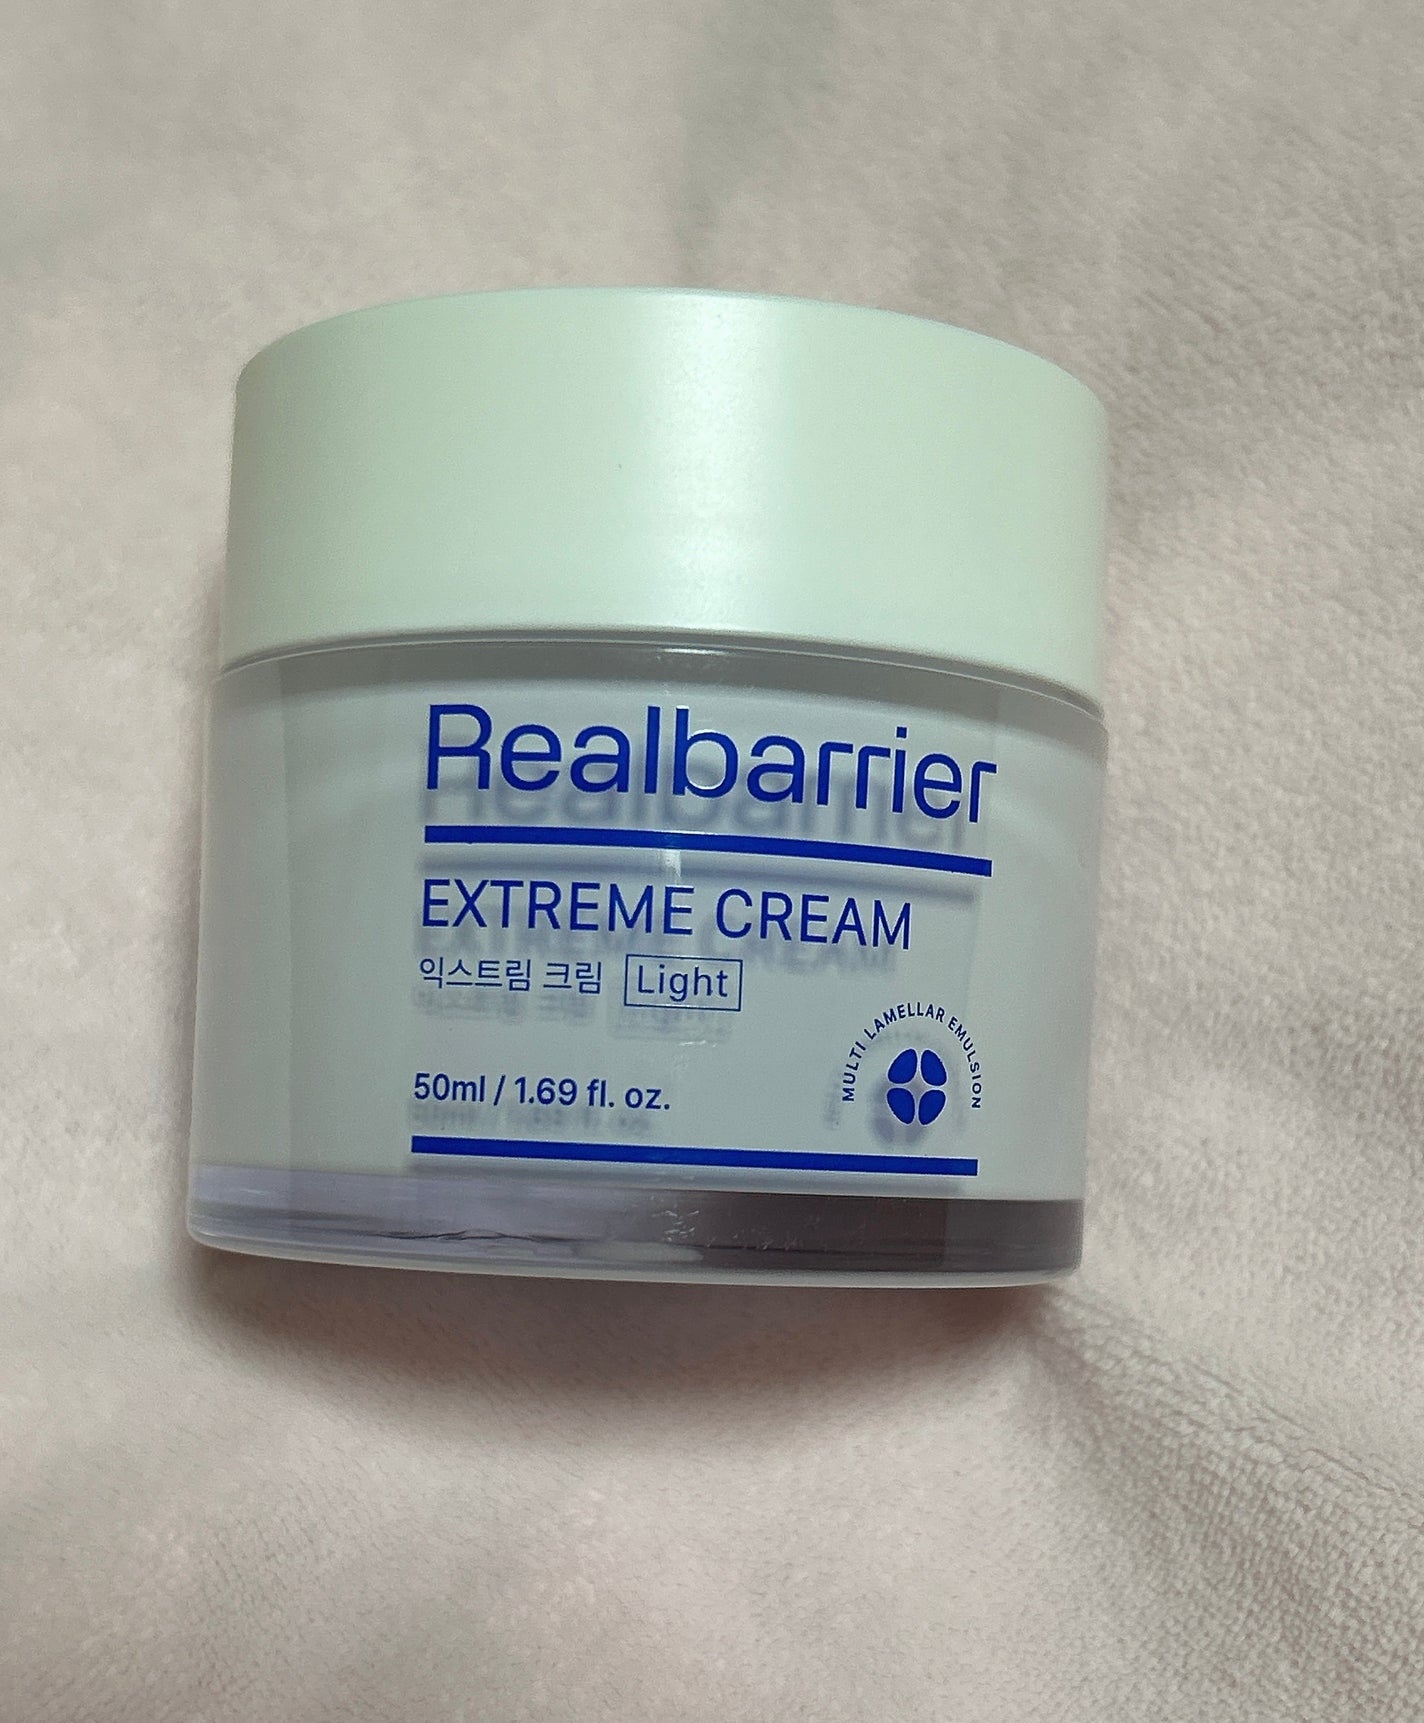 Realbarrier
EXTREME CREAM
익스트림 크림 Light
MULTI LAMELLAR EMULSION
50ml / 1.69 fl. oz.